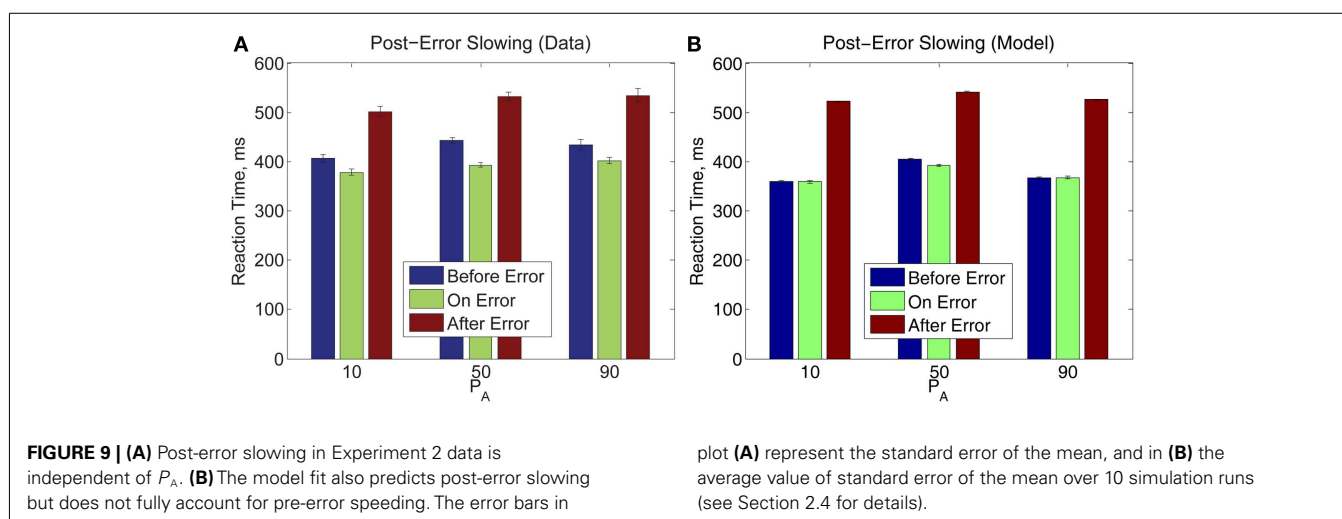 A
Post−Error Slowing (Data)
600
500
400
300
200
100
0
Reaction Time, ms
Before Error
On Error
After Error
10
50
90
P_A
B
Post−Error Slowing (Model)
600
500
400
300
200
100
0
Reaction Time, ms
Before Error
On Error
After Error
10
50
90
P_A
FIGURE 9 | (A) Post-error slowing in Experiment 2 data is
independent of P_A. (B) The model fit also predicts post-error slowing
but does not fully account for pre-error speeding. The error bars in
plot (A) represent the standard error of the mean, and in (B) the
average value of standard error of the mean over 10 simulation runs
(see Section 2.4 for details).